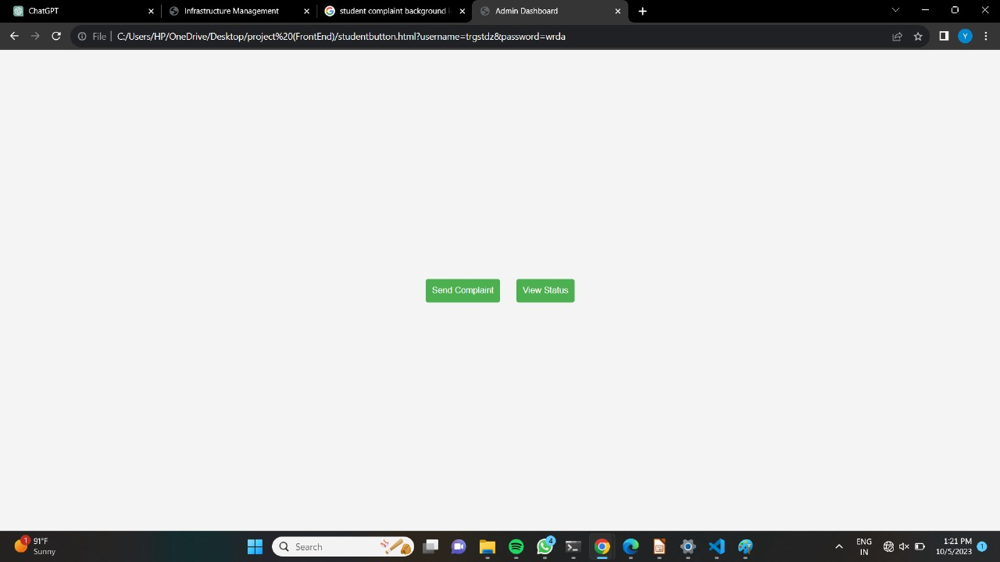 ChatGPT
Infrastructure Management
student complaint background i
Admin Dashboard
File
C:/Users/HP/OneDrive/Desktop/project%20(FrontEnd)/studentbutton.html?username=trgstdz&password=wrda
Y
Send Complaint
View Status
1
91°F
Sunny
Search
4
ENG
IN
1:21 PM
10/5/2023
1